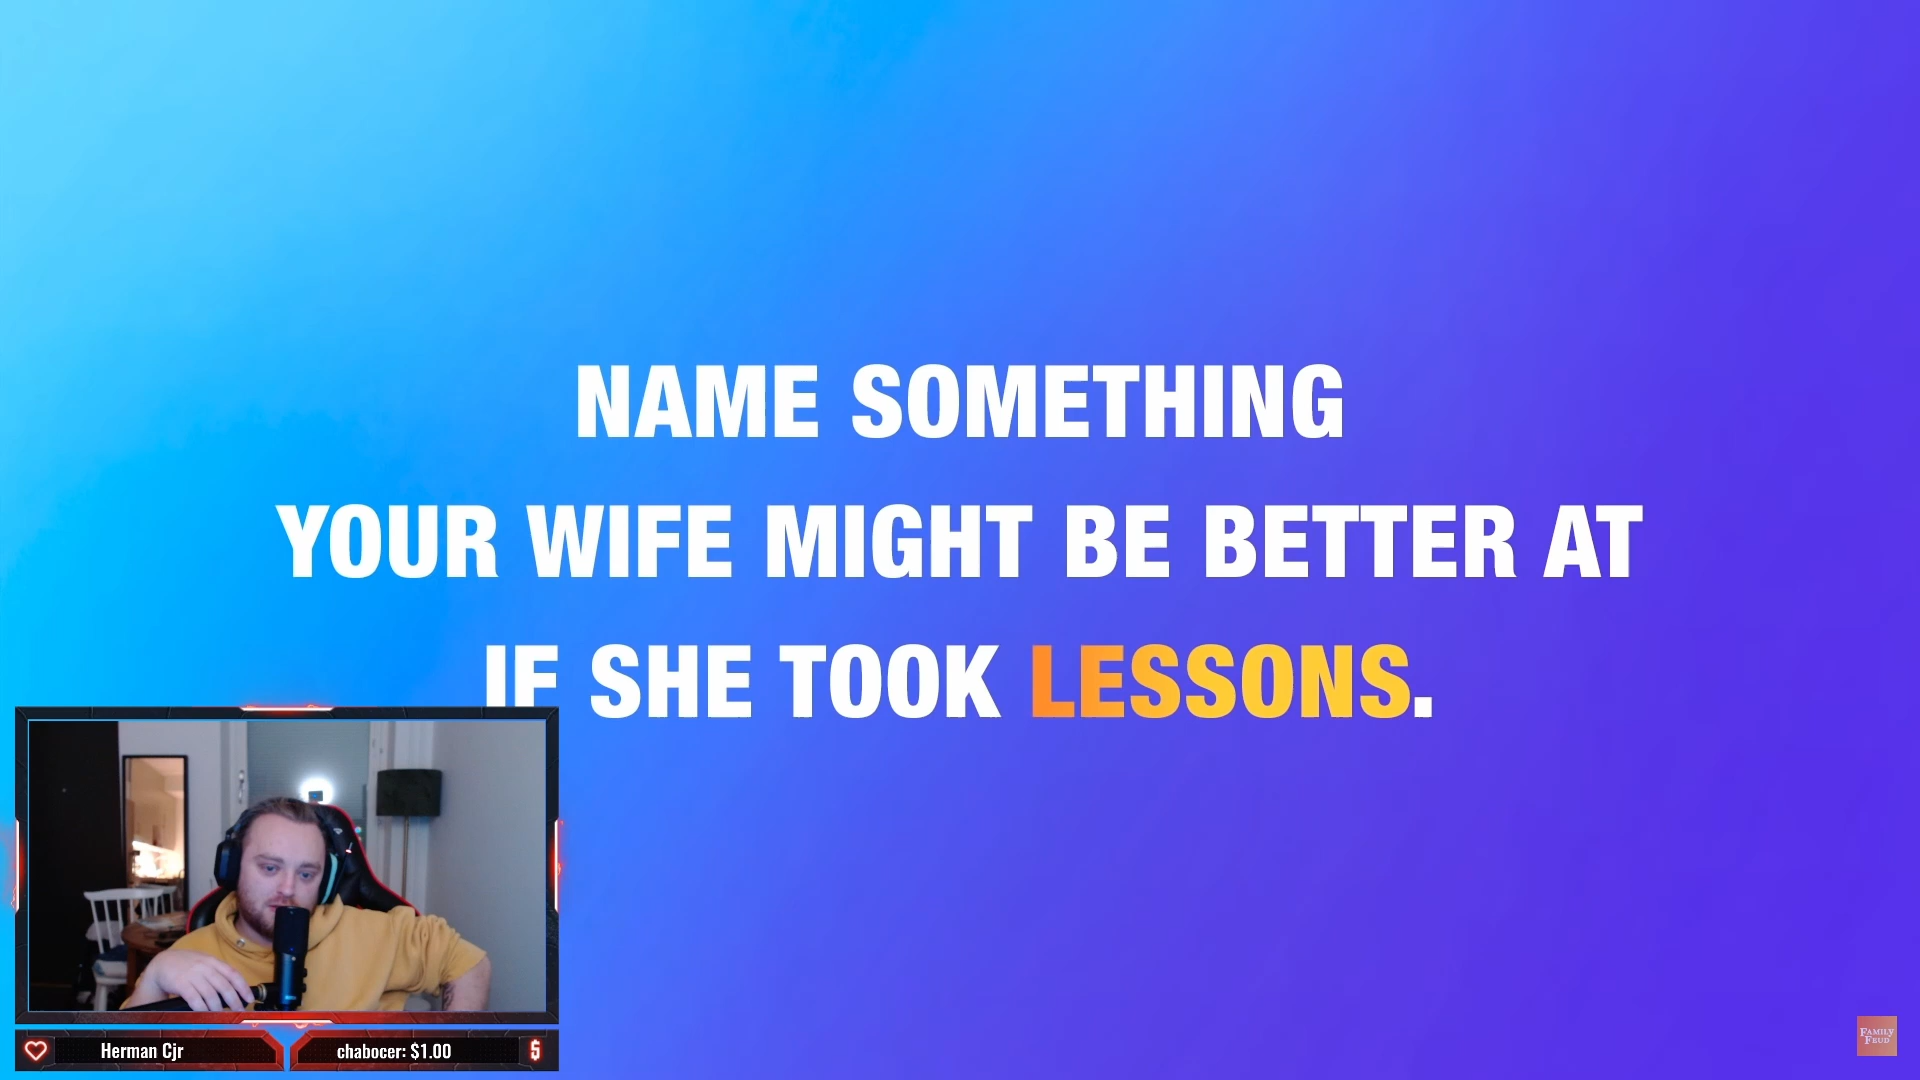 NAME SOMETHING
YOUR WIFE MIGHT BE BETTER AT
IF SHE TOOK LESSONS.
Herman Cjr
chabocer: $1.00
$
FAMILY
FEUD